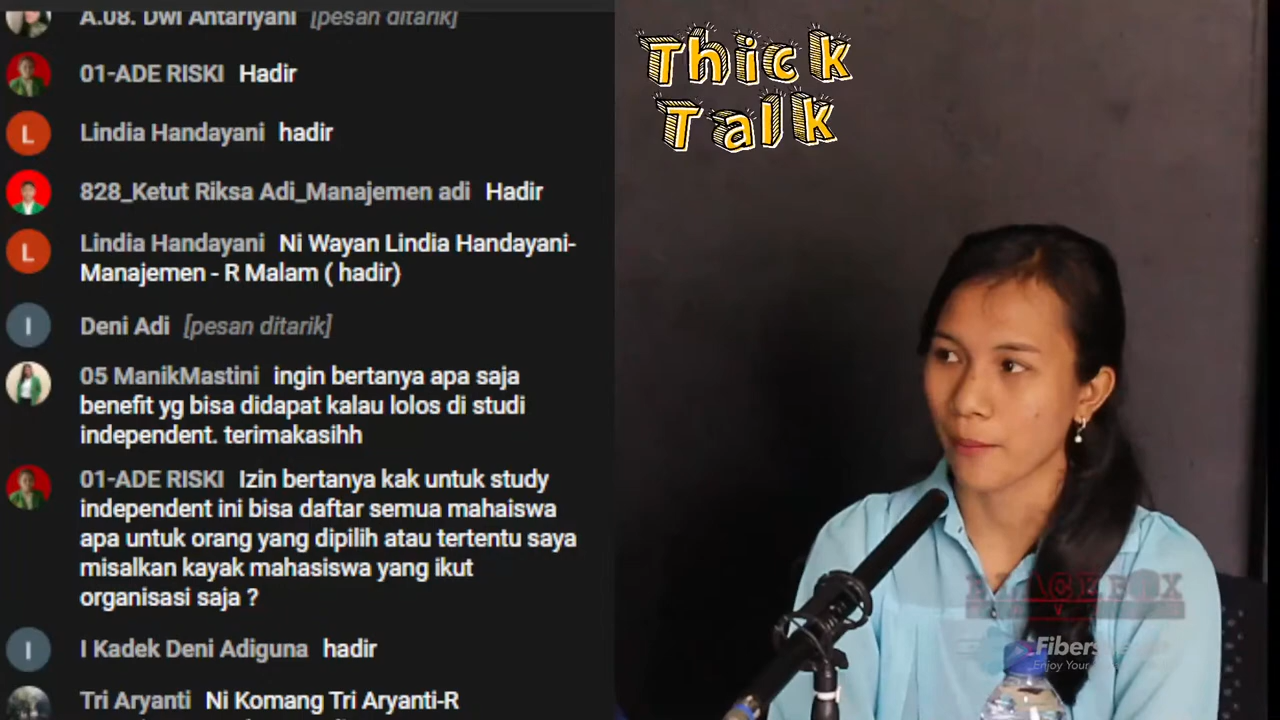 A.08. Dwi Antariyani [pesan ditarik]
01-ADE RISKI Hadir
Lindia Handayani hadir
828_Ketut Riksa Adi_Manajemen adi Hadir
Lindia Handayani Ni Wayan Lindia Handayani-
Manajemen - R Malam ( hadir)
Deni Adi [pesan ditarik]
05 ManikMastini ingin bertanya apa saja
benefit yg bisa didapat kalau lolos di studi
independent. terimakasihh
01-ADE RISKI Izin bertanya kak untuk study
independent ini bisa daftar semua mahaiswa
apa untuk orang yang dipilih atau tertentu saya
misalkan kayak mahasiswa yang ikut
organisasi saja ?
I Kadek Deni Adiguna hadir
Tri Aryanti Ni Komang Tri Aryanti-R
Thick
Talk
BLACKBOX
Enjoy Your